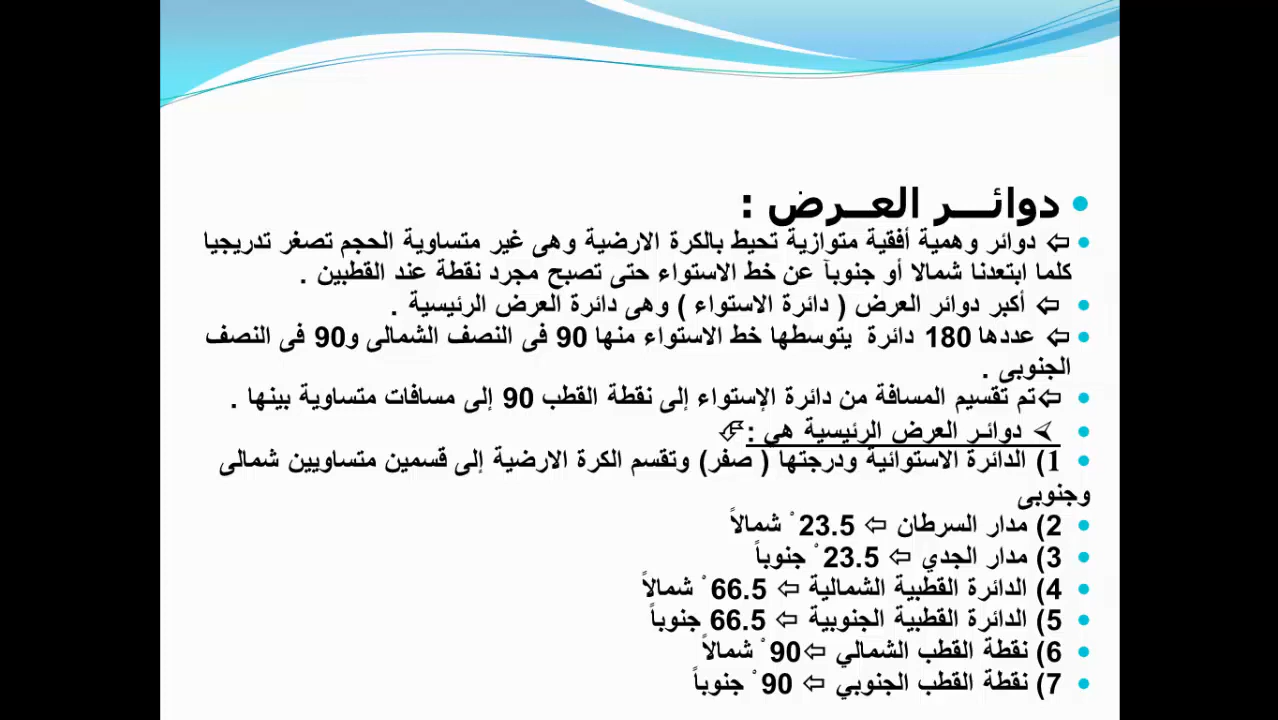 • دوائـــر العــرض :
• ⇦ دوائر وهمية أفقية متوازية تحيط بالكرة الارضية وهى غير متساوية الحجم تصغر تدريجيا
كلما ابتعدنا شمالا أو جنوبآ عن خط الاستواء حتى تصبح مجرد نقطة عند القطبين .
• ⇦ أكبر دوائر العرض ( دائرة الاستواء ) وهى دائرة العرض الرئيسية .
• ⇦ عددها 180 دائرة يتوسطها خط الاستواء منها 90 فى النصف الشمالى و90 فى النصف
الجنوبى .
• ⇦تم تقسيم المسافة من دائرة الإستواء إلى نقطة القطب 90 إلى مسافات متساوية بينها .
• ➢ دوائـر العرض الرئيسية هي :
• 1) الدائرة الاستوائية ودرجتها ( صفر) وتقسم الكرة الارضية إلى قسمين متساويين شمالى
وجنوبى
• 2) مدار السرطان ⇦ 23.5 ْ شمالاً
• 3) مدار الجدي ⇦ 23.5 ْ جنوباً
• 4) الدائرة القطبية الشمالية ⇦ 66.5 ْ شمالاً
• 5) الدائرة القطبية الجنوبية ⇦ 66.5 جنوباً
• 6) نقطة القطب الشمالي ⇦90 ْ شمالاً
• 7) نقطة القطب الجنوبي ⇦ 90 ْ جنوباً